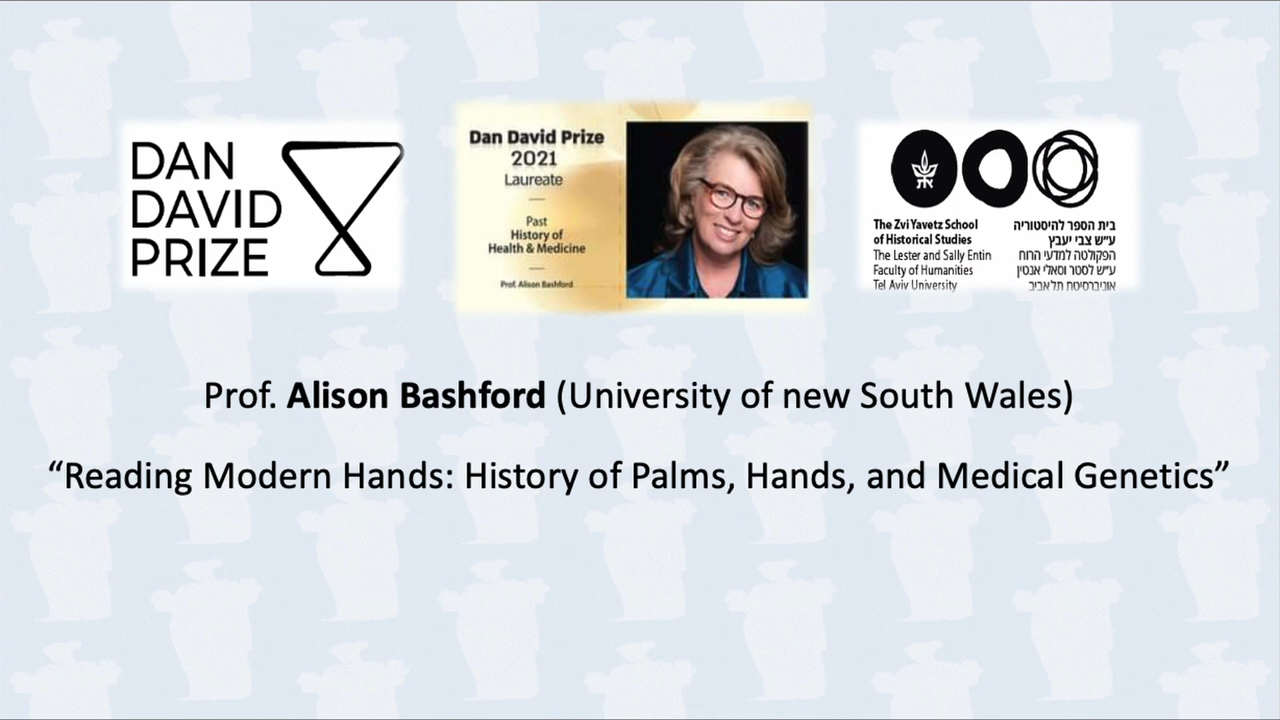 DAN
DAVID
PRIZE
Dan David Prize
2021
Laureate
Past
History of
Health & Medicine
Prof. Alison Bashford
The Zvi Yavetz School
of Historical Studies
The Lester and Sally Entin
Faculty of Humanities
Tel Aviv University
בית הספר להיסטוריה
ע״ש צבי יעבץ
הפקולטה למדעי הרוח
ע״ש לסטר וסאלי אנטין
אוניברסיטת תל אביב
Prof. Alison Bashford (University of new South Wales)
“Reading Modern Hands: History of Palms, Hands, and Medical Genetics”